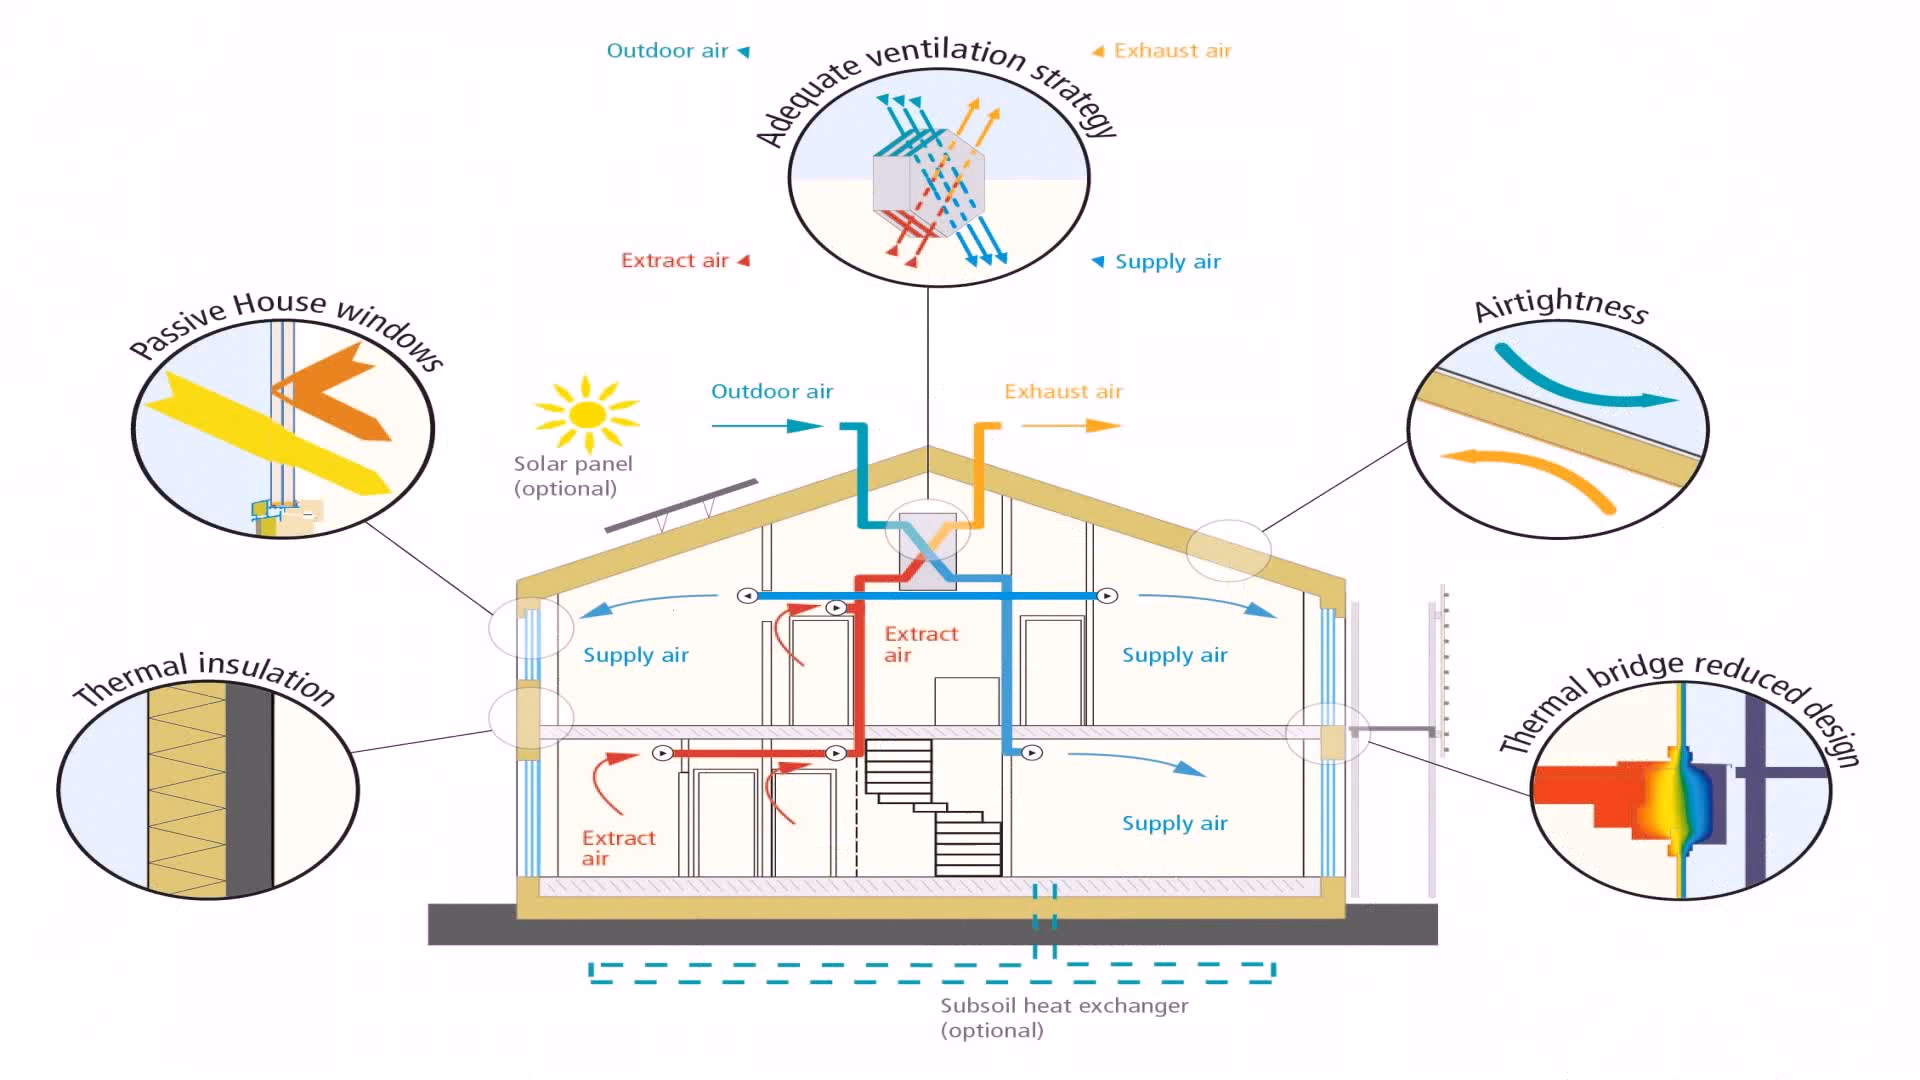 Outdoor air
Exhaust air
Adequate ventilation strategy
Extract air
Supply air
Passive House windows
Airtightness
Outdoor air
Exhaust air
Solar panel
(optional)
Supply air
Extract
air
Supply air
Thermal insulation
Thermal bridge reduced design
Extract
air
Supply air
Subsoil heat exchanger
(optional)